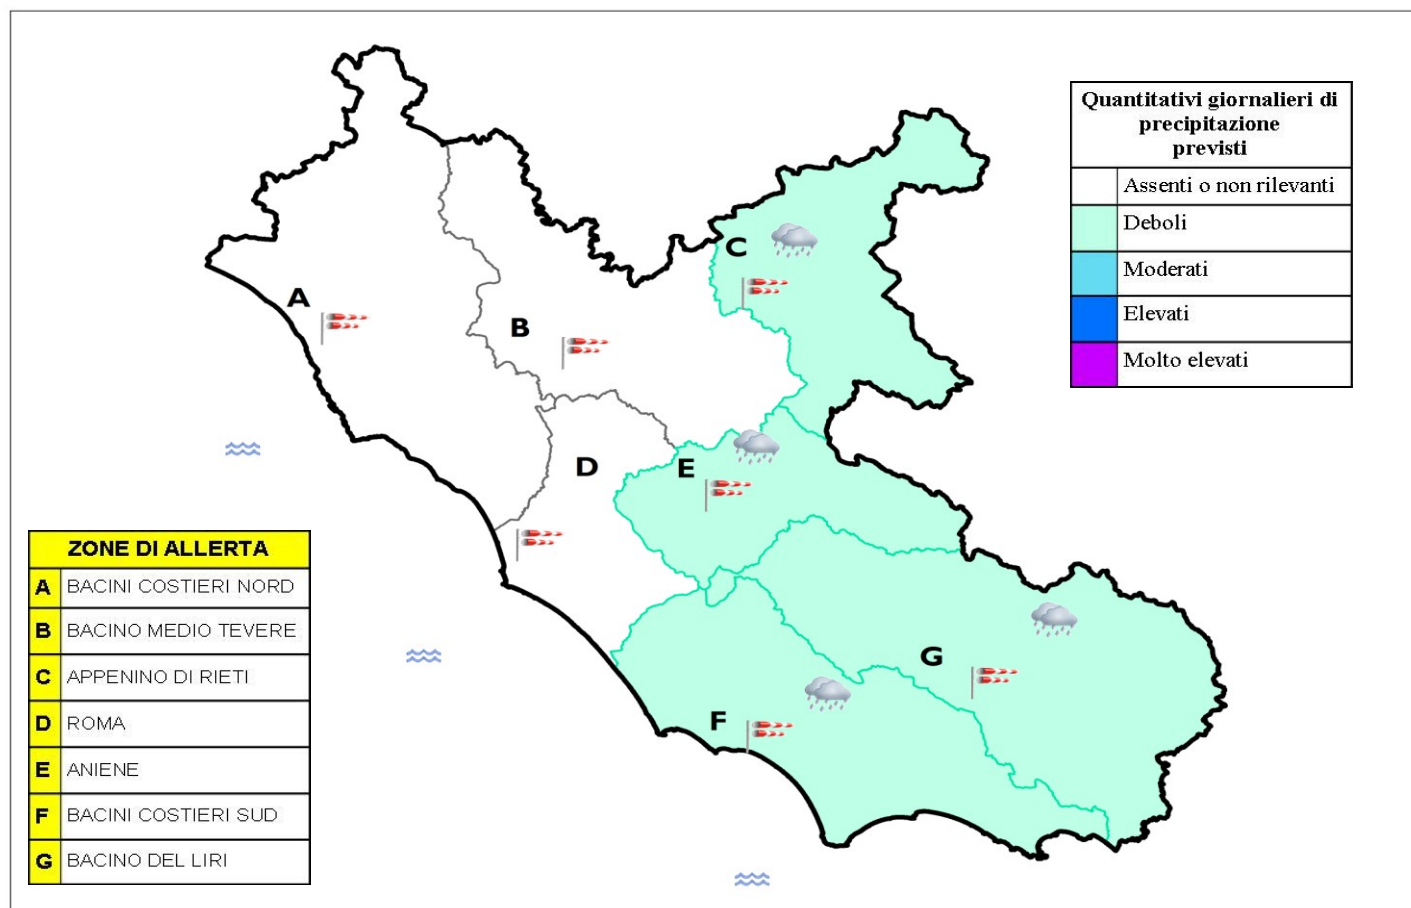 Quantitativi giornalieri di
precipitazione
previsti
Assenti o non rilevanti
Deboli
Moderati
Elevati
Molto elevati
C
A
B
D
E
G
F
ZONE DI ALLERTA
A BACINI COSTIERI NORD
B BACINO MEDIO TEVERE
C APPENINO DI RIETI
D ROMA
E ANIENE
F BACINI COSTIERI SUD
G BACINO DEL LIRI